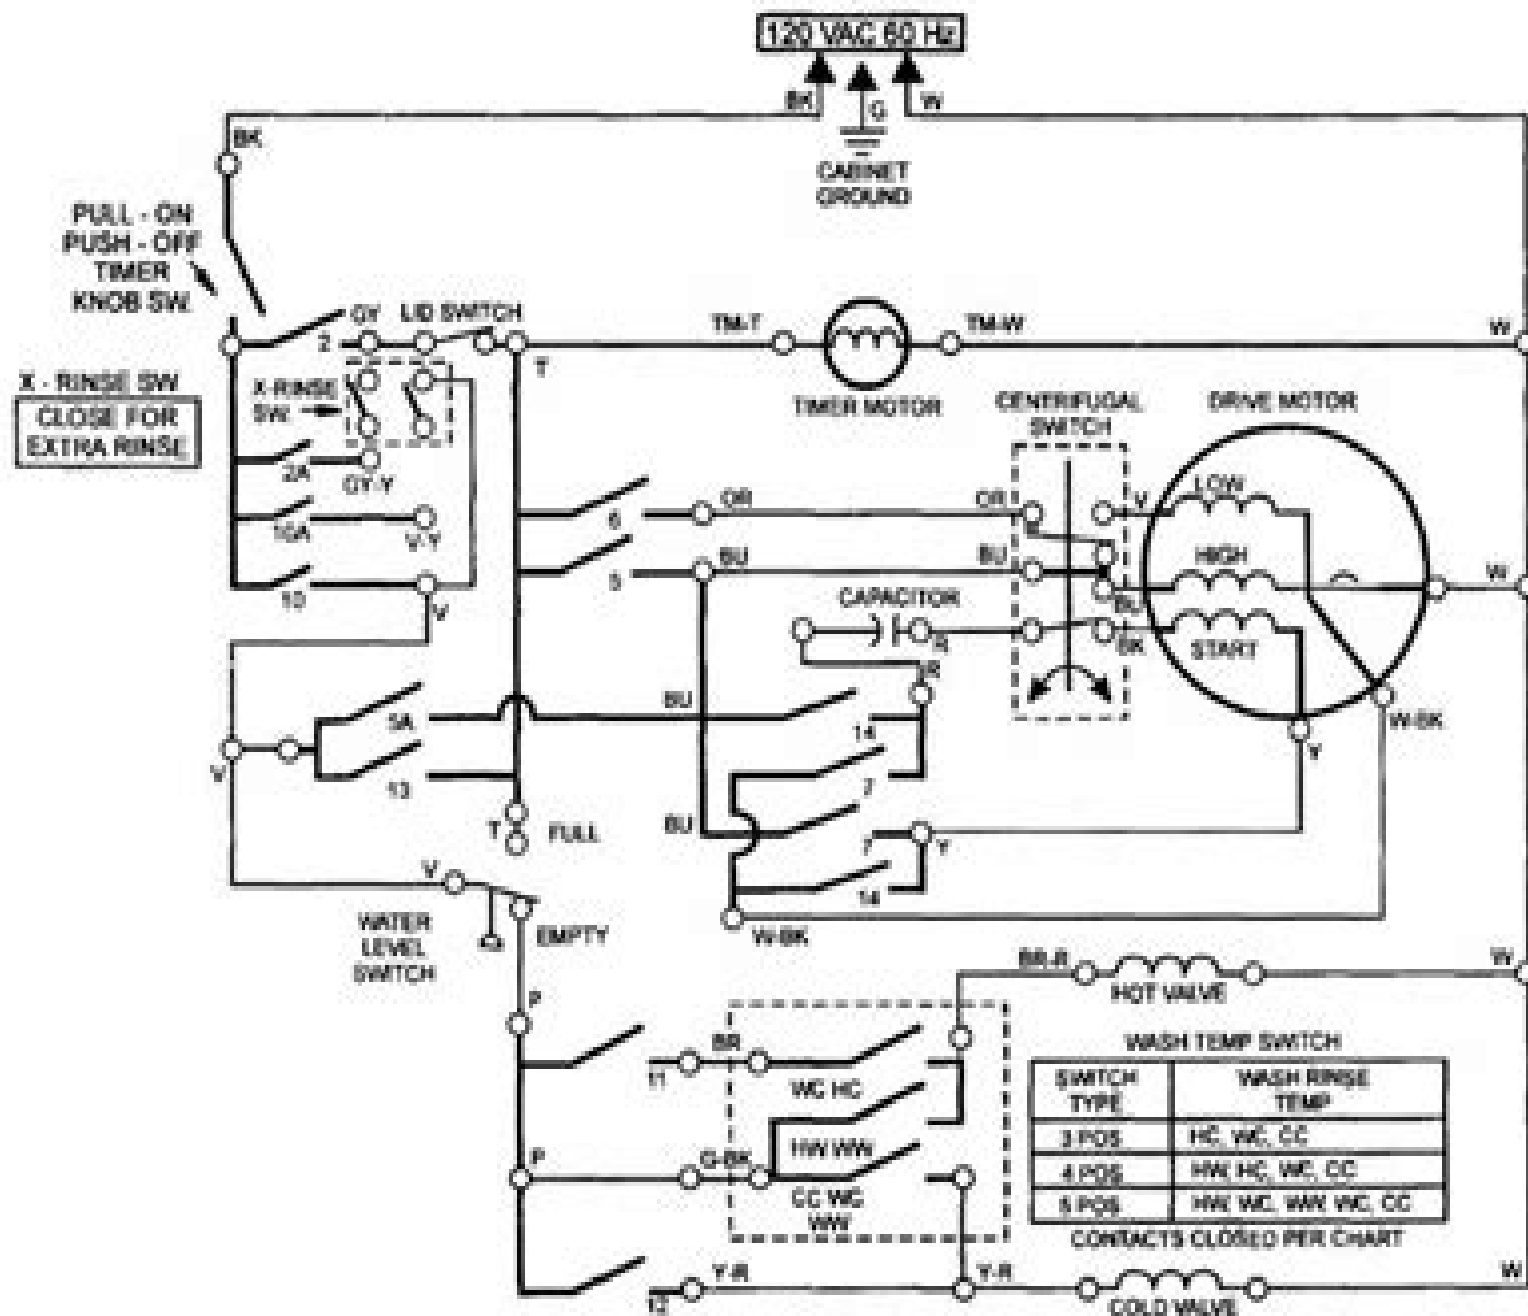 120 VAC 60 Hz
BK
G
W
BK
CABINET
GROUND
PULL - ON
PUSH - OFF
TIMER
KNOB SW.
2
GY
LID SWITCH
T
TM-T
TM-W
W
TIMER MOTOR
X - RINSE SW
CLOSE FOR
EXTRA RINSE
X-RINSE
SW.
2A
GY-Y
10A
V-Y
10
V
CENTRIFUGAL
SWITCH
DRIVE MOTOR
6
OR
OR
V
LOW
5
BU
BU
HIGH
W
BU
CAPACITOR
R
BK
START
R
BU
5A
14
W-BK
Y
V
13
7
T
FULL
BU
7
Y
V
14
WATER
LEVEL
SWITCH
EMPTY
W-BK
P
BR-R
HOT VALVE
W
11
BR
WC HC
HW WW
P
G-BK
CC WC
WW
WASH TEMP SWITCH
SWITCH TYPE
WASH RINSE TEMP
3 POS HC, WC, CC
4 POS HW, HC, WC, CC
5 POS HW, WC, WW, WC, CC
CONTACTS CLOSED PER CHART
12
Y-R
Y-R
COLD VALVE
W